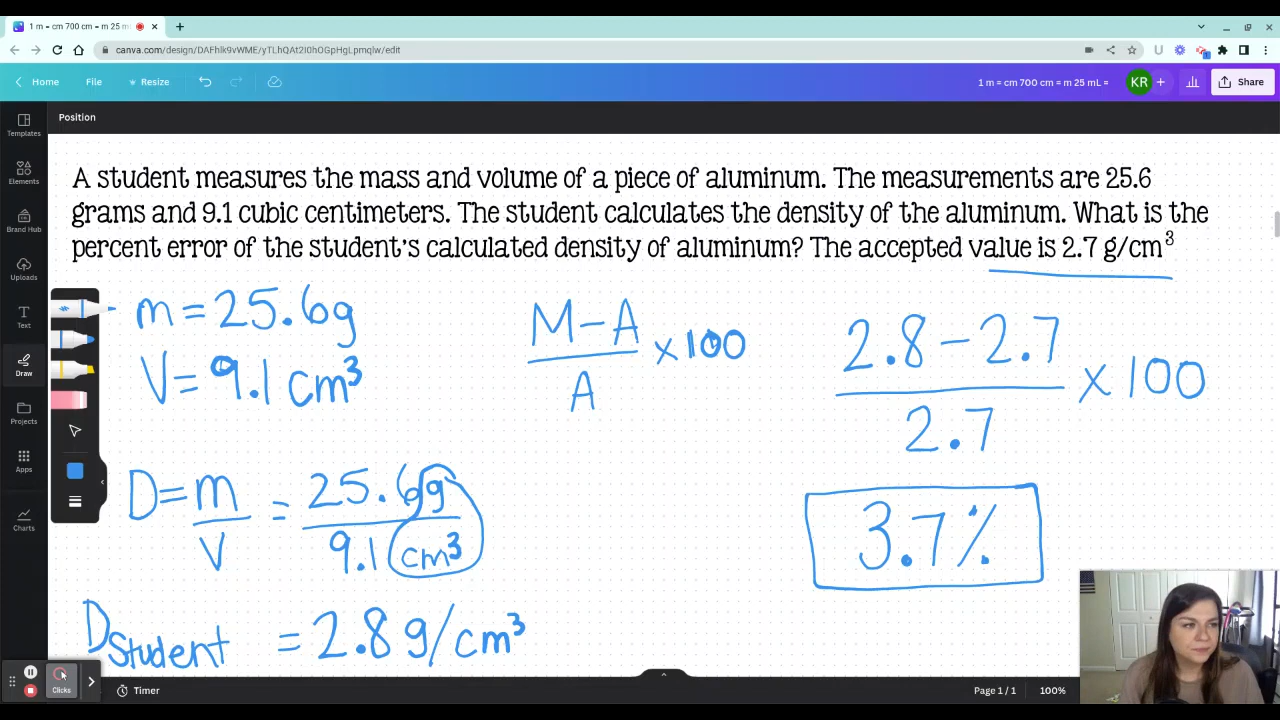 1 m = cm 700 cm = m 25 m
canva.com/design/DAFhlk9vWME/yTLhQAt2I0hOGpHgLpmqlw/edit
Home File Resize 1 m = cm 700 cm = m 25 mL = KR + Share
Position
Templates
Elements
Brand Hub
Uploads
Text
Draw
Projects
Apps
Charts
A student measures the mass and volume of a piece of aluminum. The measurements are 25.6
grams and 9.1 cubic centimeters. The student calculates the density of the aluminum. What is the
percent error of the student's calculated density of aluminum? The accepted value is 2.7 g/cm³
m = 25.6g
V = 9.1 cm³
D = m/V = 25.6g/9.1 cm³
D Student = 2.8 g/cm³
M - A
A
x 100
2.8 - 2.7
2.7
x 100
3.7%
Clicks
Timer Page 1 / 1 100%